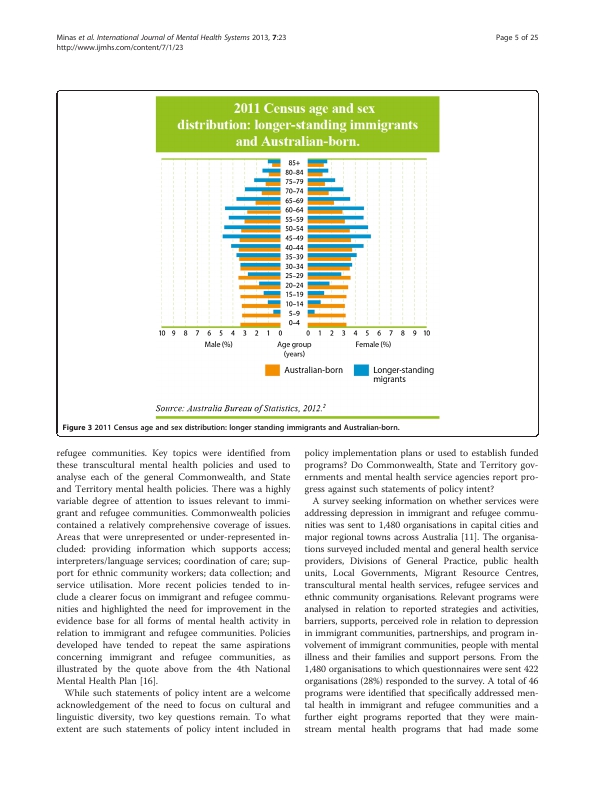 Minas et al. International Journal of Mental Health Systems 2013, 7:23
http://www.ijmhs.com/content/7/1/23
Page 5 of 25
2011 Census age and sex
distribution: longer-standing immigrants
and Australian-born.
85+
80–84
75–79
70–74
65–69
60–64
55–59
50–54
45–49
40–44
35–39
30–34
25–29
20–24
15–19
10–14
5–9
0–4
10 9 8 7 6 5 4 3 2 1 0 0 1 2 3 4 5 6 7 8 9 10
Male (%) Age group Female (%)
(years)
Australian-born Longer-standing
migrants
Source: Australia Bureau of Statistics, 2012.2
Figure 3 2011 Census age and sex distribution: longer standing immigrants and Australian-born.
refugee communities. Key topics were identified from
these transcultural mental health policies and used to
analyse each of the general Commonwealth, and State
and Territory mental health policies. There was a highly
variable degree of attention to issues relevant to immi-
grant and refugee communities. Commonwealth policies
contained a relatively comprehensive coverage of issues.
Areas that were unrepresented or under-represented in-
cluded: providing information which supports access;
interpreters/language services; coordination of care; sup-
port for ethnic community workers; data collection; and
service utilisation. More recent policies tended to in-
clude a clearer focus on immigrant and refugee commu-
nities and highlighted the need for improvement in the
evidence base for all forms of mental health activity in
relation to immigrant and refugee communities. Policies
developed have tended to repeat the same aspirations
concerning immigrant and refugee communities, as
illustrated by the quote above from the 4th National
Mental Health Plan [16].
While such statements of policy intent are a welcome
acknowledgement of the need to focus on cultural and
linguistic diversity, two key questions remain. To what
extent are such statements of policy intent included in
policy implementation plans or used to establish funded
programs? Do Commonwealth, State and Territory gov-
ernments and mental health service agencies report pro-
gress against such statements of policy intent?
A survey seeking information on whether services were
addressing depression in immigrant and refugee commu-
nities was sent to 1,480 organisations in capital cities and
major regional towns across Australia [11]. The organisa-
tions surveyed included mental and general health service
providers, Divisions of General Practice, public health
units, Local Governments, Migrant Resource Centres,
transcultural mental health services, refugee services and
ethnic community organisations. Relevant programs were
analysed in relation to reported strategies and activities,
barriers, supports, perceived role in relation to depression
in immigrant communities, partnerships, and program in-
volvement of immigrant communities, people with mental
illness and their families and support persons. From the
1,480 organisations to which questionnaires were sent 422
organisations (28%) responded to the survey. A total of 46
programs were identified that specifically addressed men-
tal health in immigrant and refugee communities and a
further eight programs reported that they were main-
stream mental health programs that had made some